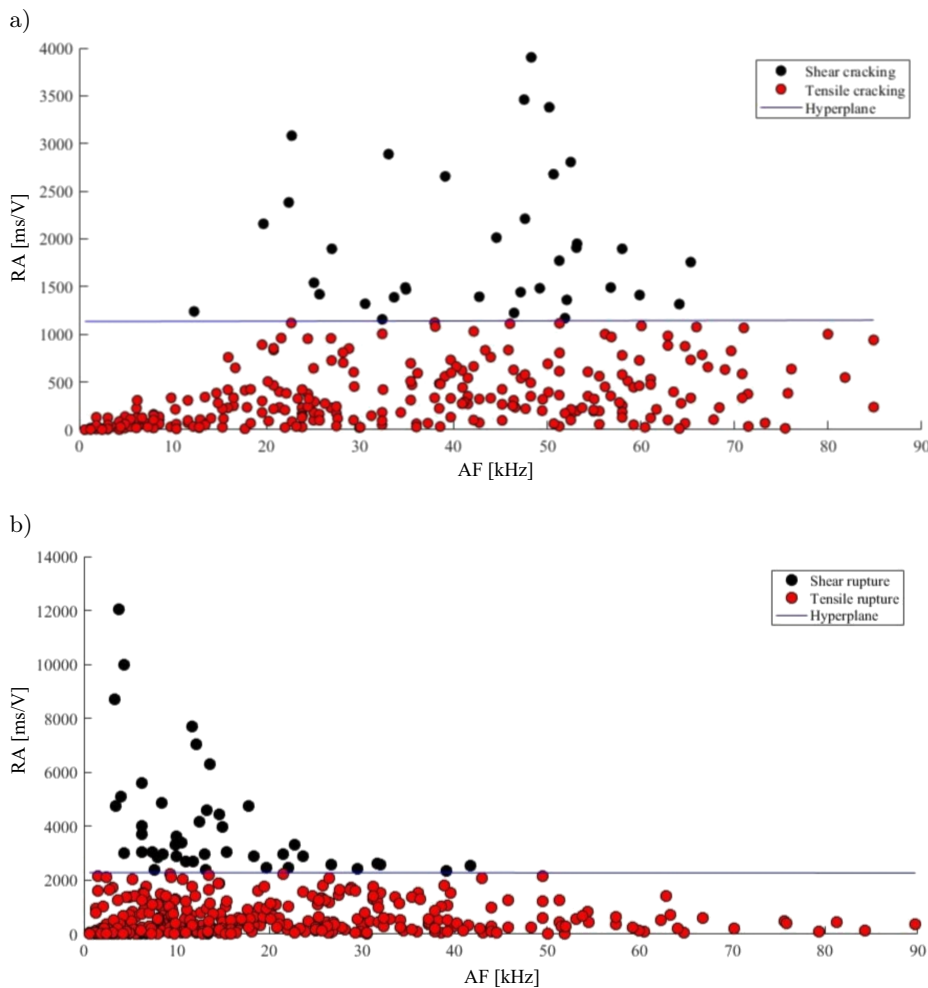 a)
4000
3500
3000
2500
2000
1500
1000
500
0
RA [ms/V]
Shear cracking
Tensile cracking
Hyperplane
0 10 20 30 40 50 60 70 80 90
AF [kHz]
b)
14000
12000
10000
8000
6000
4000
2000
0
RA [ms/V]
Shear rupture
Tensile rupture
Hyperplane
0 10 20 30 40 50 60 70 80 90
AF [kHz]